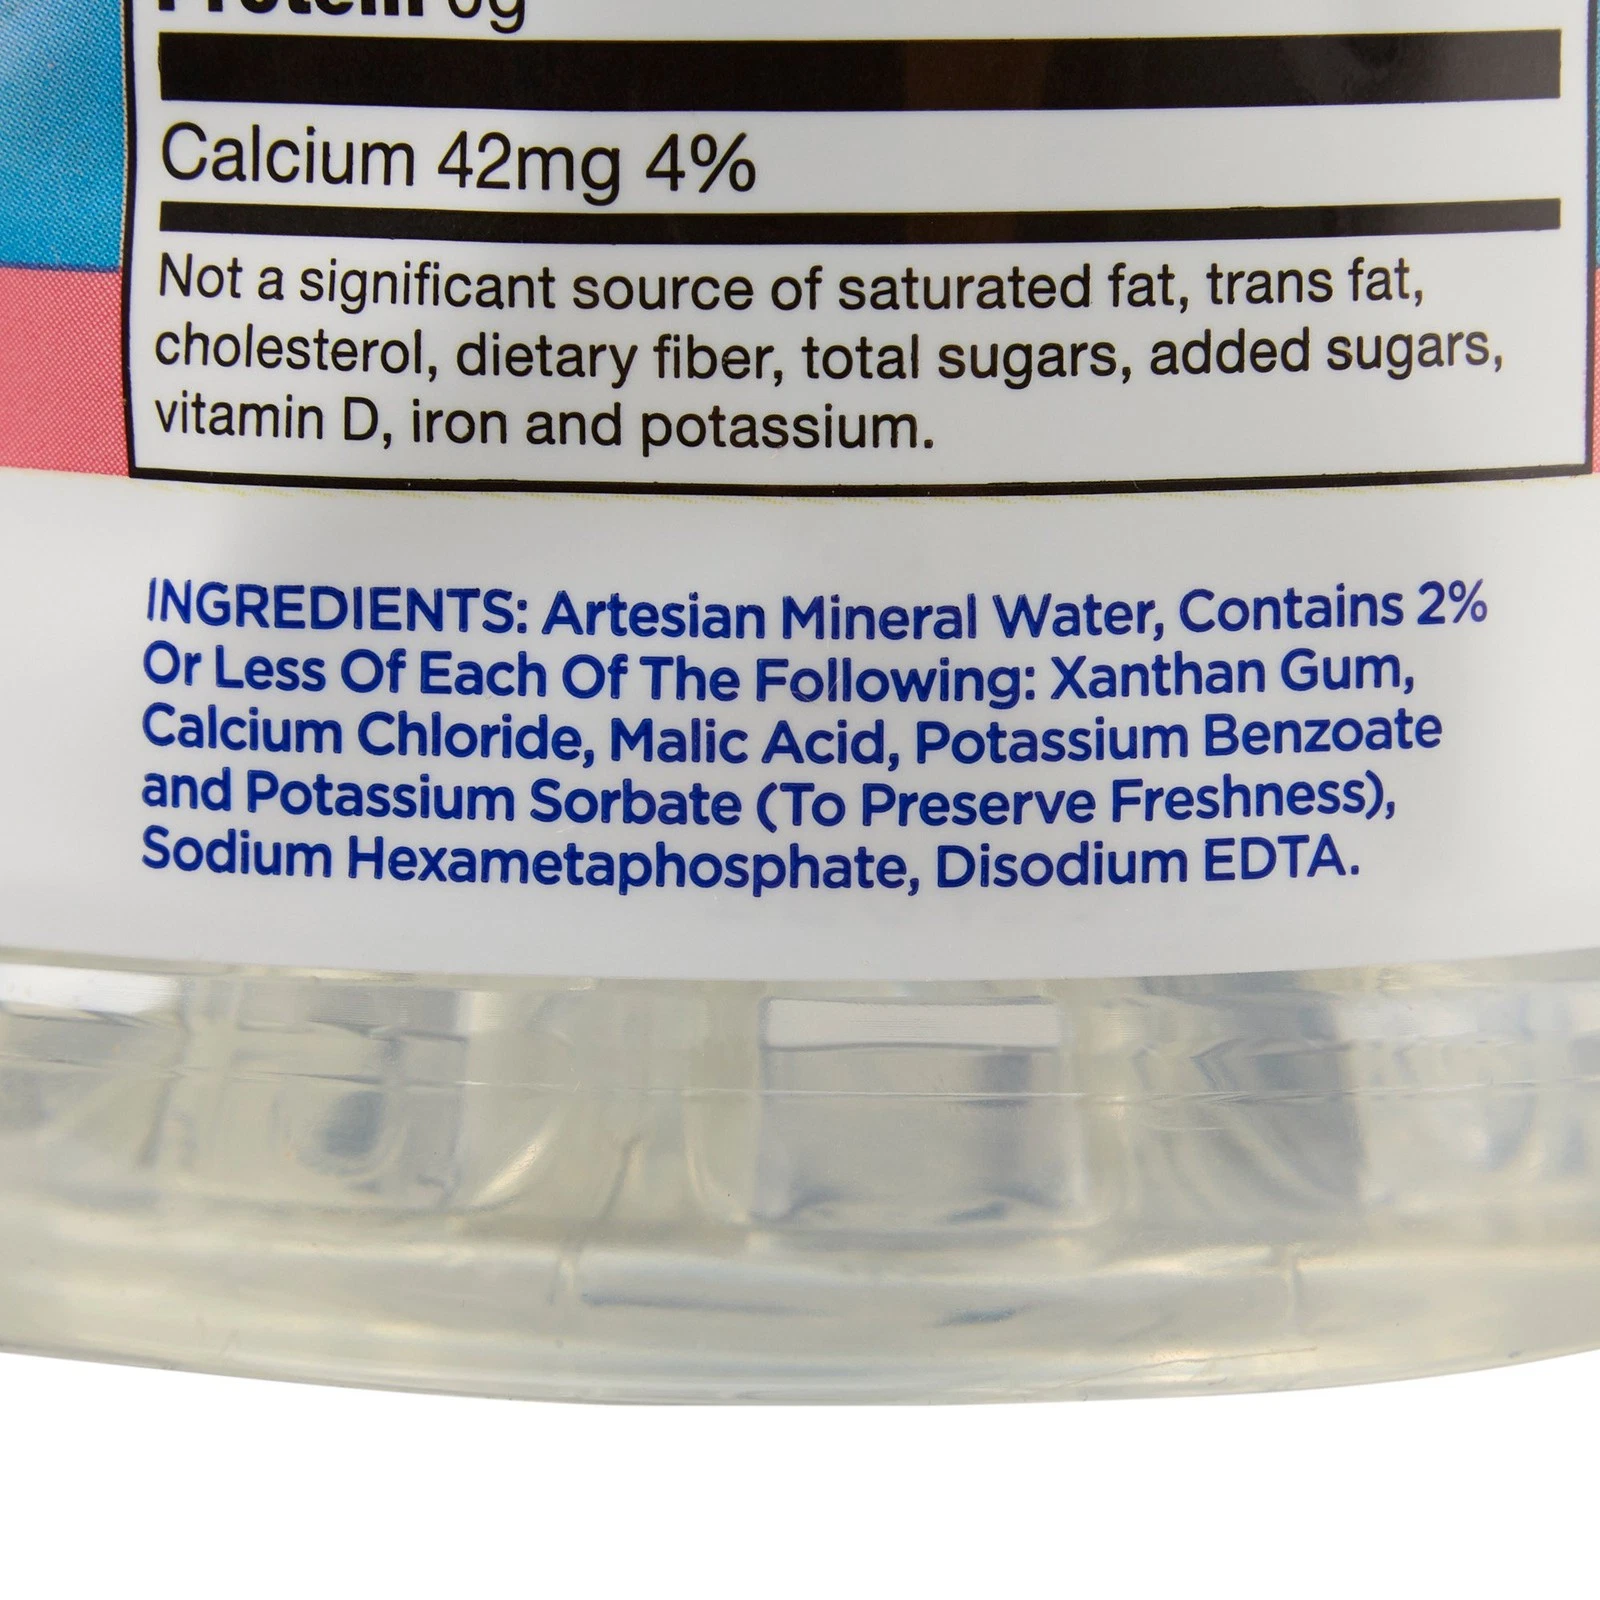 Protein 0g
Calcium 42mg 4%
Not a significant source of saturated fat, trans fat,
cholesterol, dietary fiber, total sugars, added sugars,
vitamin D, iron and potassium.
INGREDIENTS: Artesian Mineral Water, Contains 2%
Or Less Of Each Of The Following: Xanthan Gum,
Calcium Chloride, Malic Acid, Potassium Benzoate
and Potassium Sorbate (To Preserve Freshness),
Sodium Hexametaphosphate, Disodium EDTA.